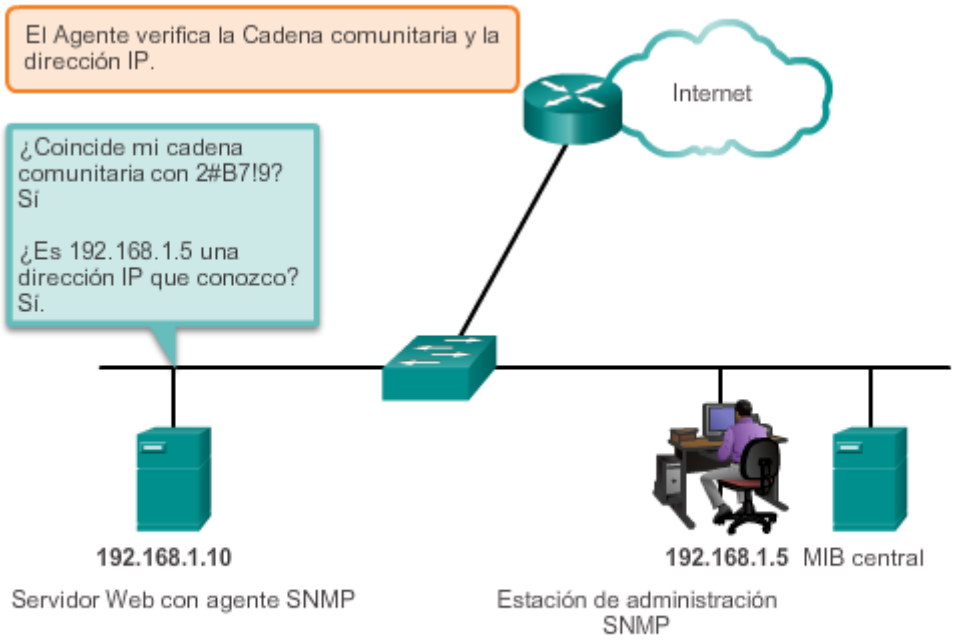 El Agente verifica la Cadena comunitaria y la
dirección IP.
Internet
¿Coincide mi cadena
comunitaria con 2#B7!9?
Sí
¿Es 192.168.1.5 una
dirección IP que conozco?
Sí.
192.168.1.10
Servidor Web con agente SNMP
192.168.1.5
MIB central
Estación de administración
SNMP